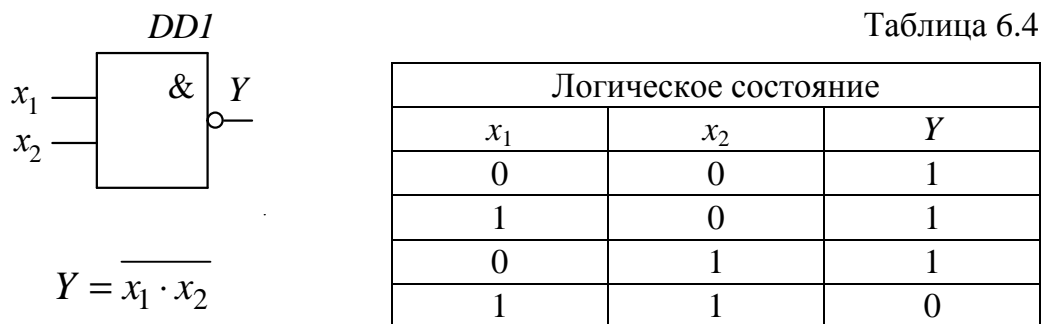 DD1
Таблица 6.4
&
x₁
x₂
Y
Y = \overline{x₁ · x₂}
Логическое состояние
x₁ x₂ Y
0 0 1
1 0 1
0 1 1
1 1 0